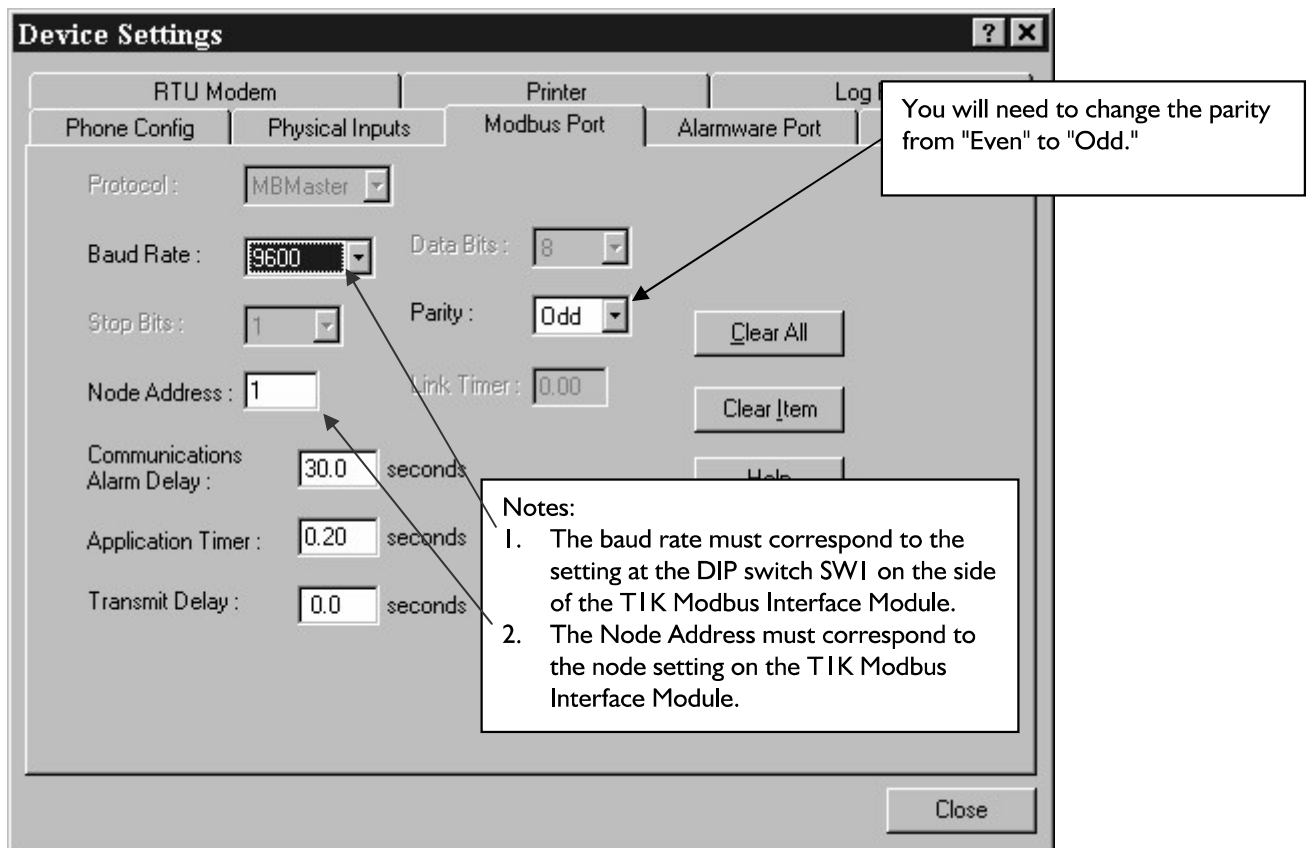 Device Settings
? ×
RTU Modem
Printer
Log
Phone Config
Physical Inputs
Modbus Port
Alarmware Port
You will need to change the parity
from "Even" to "Odd."
Protocol :
MBMaster
Baud Rate :
9600
Data Bits :
8
Stop Bits :
1
Parity :
Odd
Clear All
Node Address :
1
Link Timer :
0.00
Clear Item
Communications
Alarm Delay :
30.0
seconds
Help
Application Timer :
0.20
seconds
Transmit Delay :
0.0
seconds
Notes:
1. The baud rate must correspond to the
setting at the DIP switch SW1 on the side
of the T1K Modbus Interface Module.
2. The Node Address must correspond to
the node setting on the T1K Modbus
Interface Module.
Close